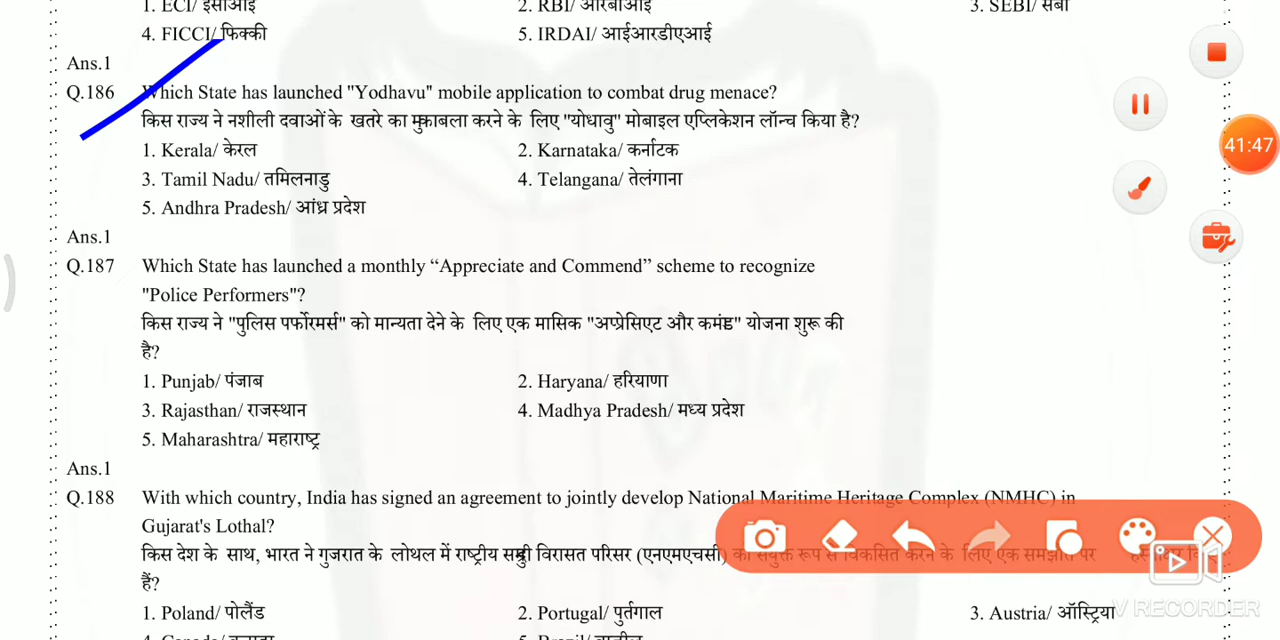 1. ECI/ ईसीआई 2. RBI/ आरबीआई 3. SEBI/ सेबी
4. FICCI/ फिक्की 5. IRDAI/ आईआरडीएआई
Ans.1
Q.186 Which State has launched "Yodhavu" mobile application to combat drug menace?
किस राज्य ने नशीली दवाओं के खतरे का मुकाबला करने के लिए "योधावु" मोबाइल एप्लिकेशन लॉन्च किया है?
1. Kerala/ केरल 2. Karnataka/ कर्नाटक
3. Tamil Nadu/ तमिलनाडु 4. Telangana/ तेलंगाना
5. Andhra Pradesh/ आंध्र प्रदेश
Ans.1
Q.187 Which State has launched a monthly “Appreciate and Commend” scheme to recognize
"Police Performers"?
किस राज्य ने "पुलिस पर्फोरमर्स" को मान्यता देने के लिए एक मासिक "अप्प्रेसिएट और कमंड" योजना शुरू की
है?
1. Punjab/ पंजाब 2. Haryana/ हरियाणा
3. Rajasthan/ राजस्थान 4. Madhya Pradesh/ मध्य प्रदेश
5. Maharashtra/ महाराष्ट्र
Ans.1
Q.188 With which country, India has signed an agreement to jointly develop National Maritime Heritage Complex (NMHC) in
Gujarat's Lothal?
किस देश के साथ, भारत ने गुजरात के लोथल में राष्ट्रीय समुद्री विरासत परिसर (एनएमएचसी) को संयुक्त रूप से विकसित करने के लिए एक समझौते पर
हैं?
1. Poland/ पोलैंड 2. Portugal/ पुर्तगाल 3. Austria/ ऑस्ट्रिया
41:47
V RECORDER